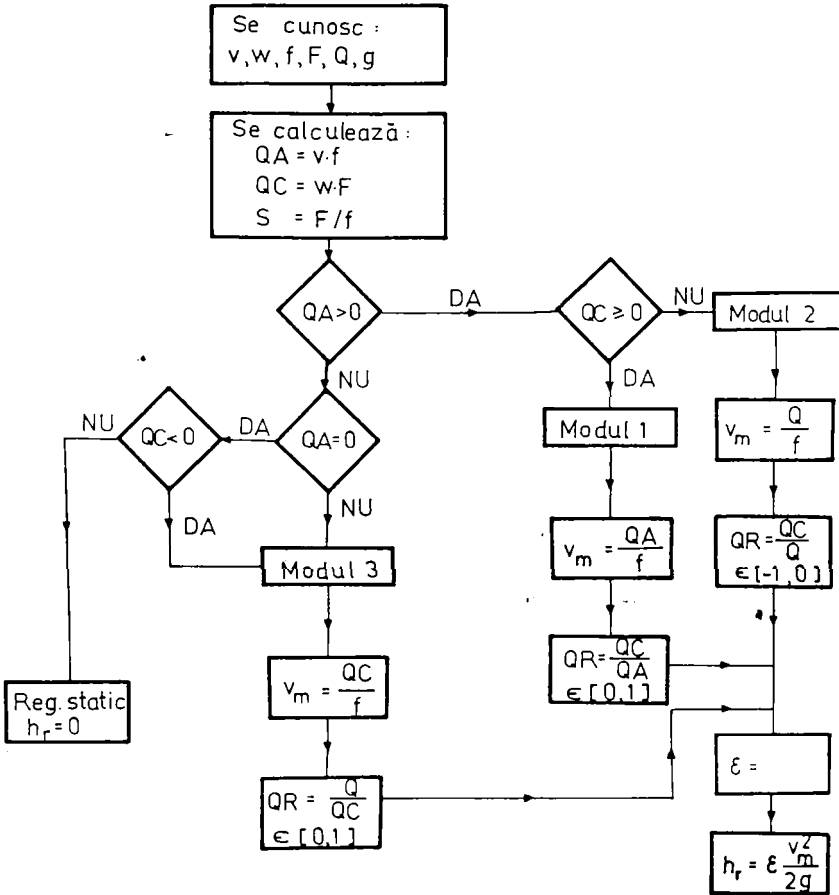 Se cunosc :
v,w,f,F,Q,g
Se calculează :
QA = v·f
QC = w·F
S = F/f
QA>0
DA
QC ≥ 0
NU
Modul 2
NU
DA
v_m = Q/f
NU
QC<0
DA
QA=0
Modul 1
DA
NU
QR = QC/Q
∈[-1,0]
Modul 3
v_m = QA/f
QR = QC/QA
∈[0,1]
Reg. static
h_r = 0
v_m = QC/f
ε =
QR = Q/QC
∈[0,1]
h_r = ε v_m²/2g